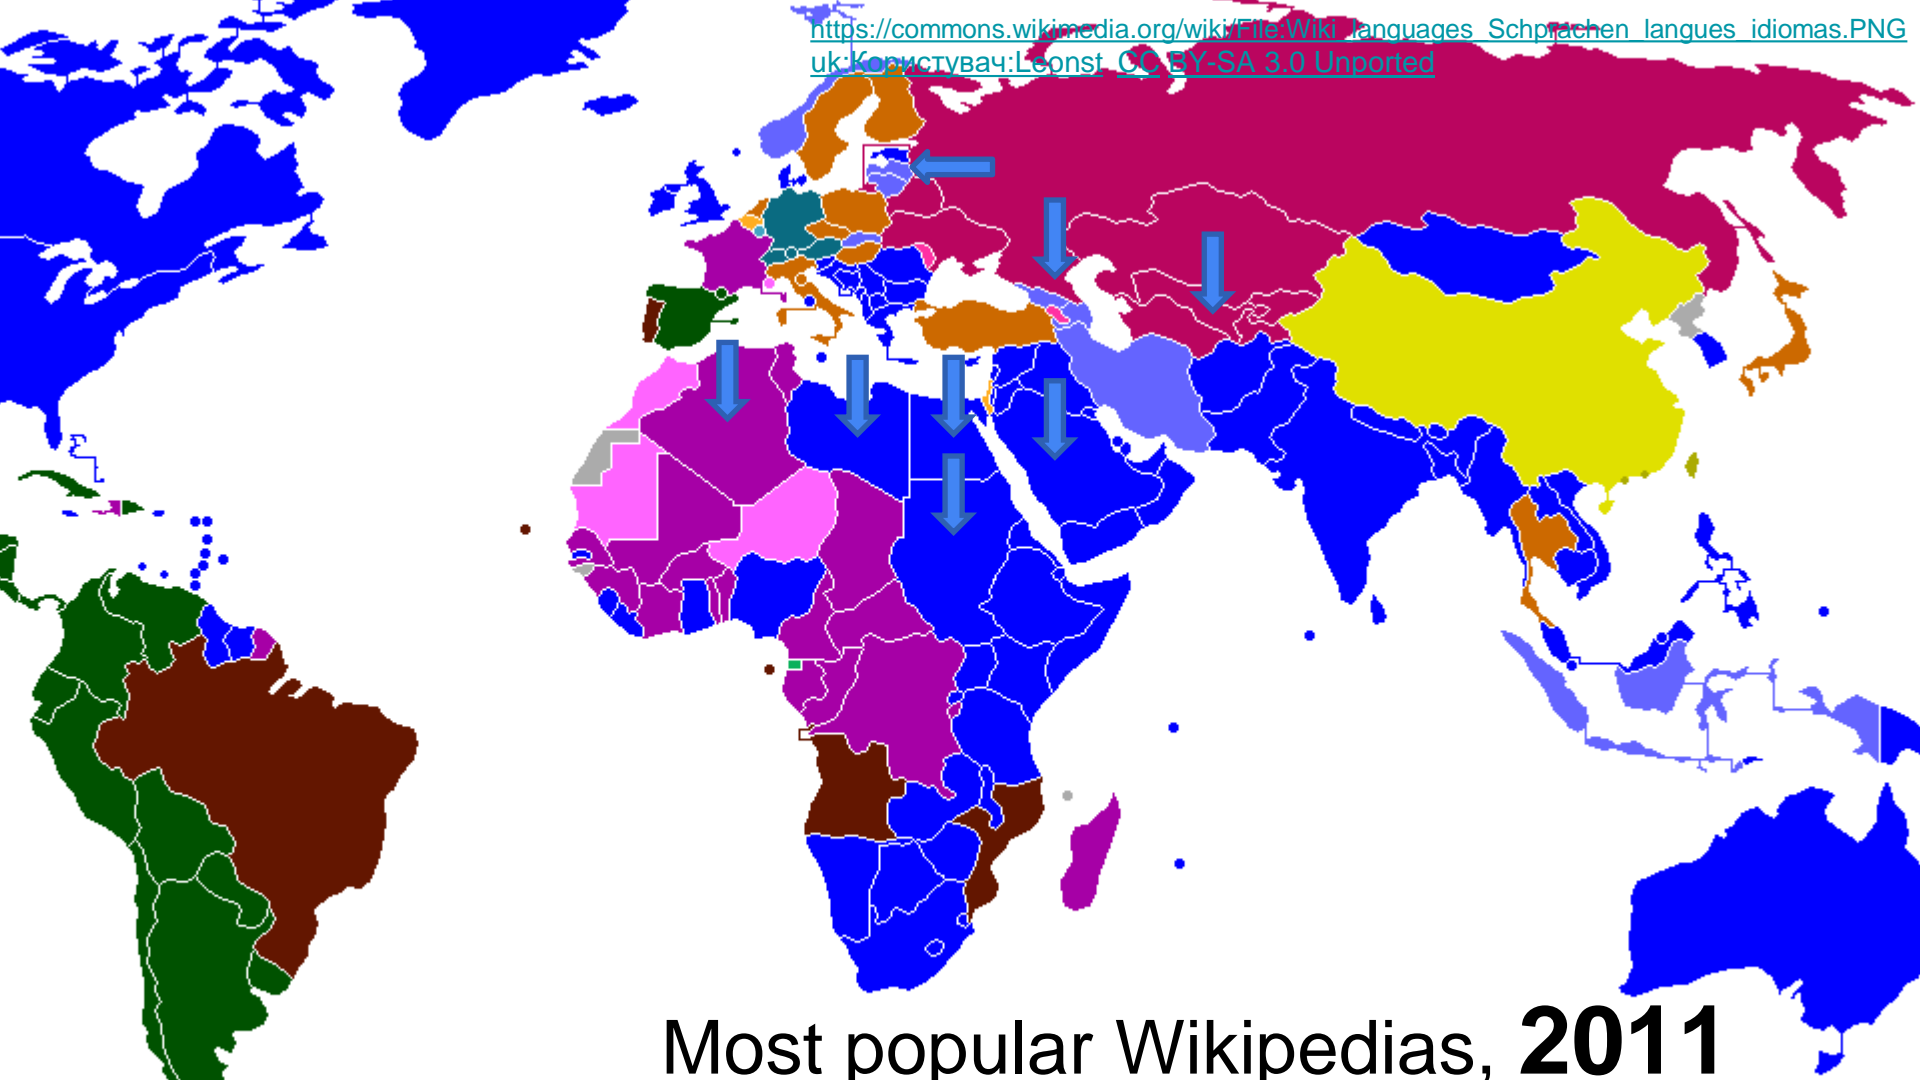 https://commons.wikimedia.org/wiki/File:Wiki_languages_Schprachen_langues_idiomas.PNG
uk:Користувач:Leonst CC BY-SA 3.0 Unported
Most popular Wikipedias, 2011